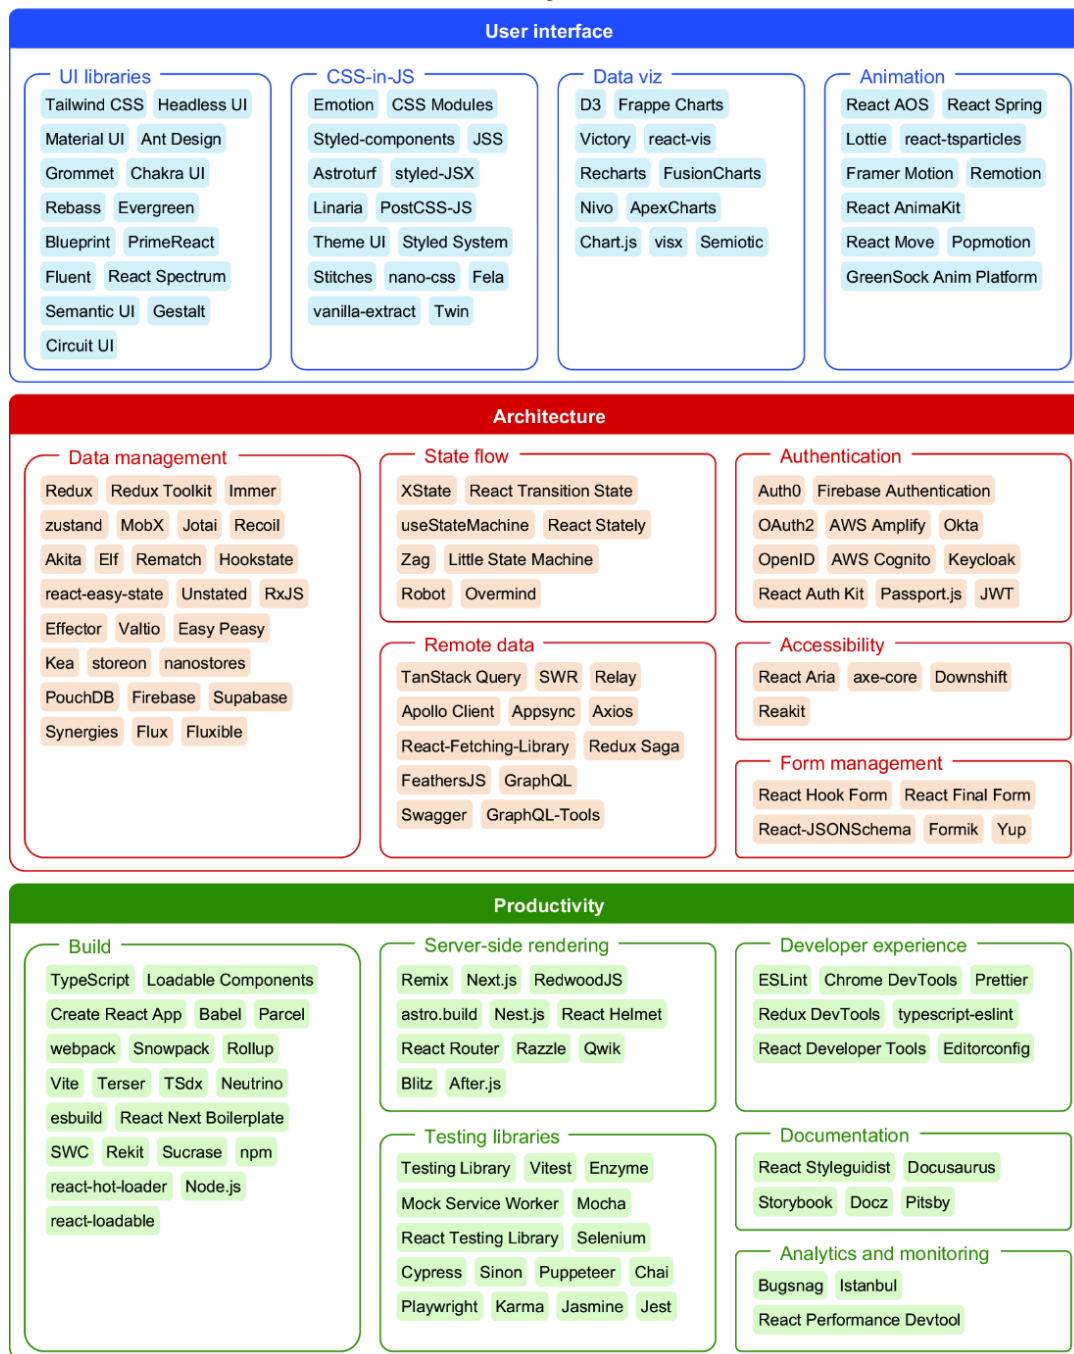 User interface
UI libraries
Tailwind CSS Headless UI
Material UI Ant Design
Grommet Chakra UI
Rebass Evergreen
Blueprint PrimeReact
Fluent React Spectrum
Semantic UI Gestalt
Circuit UI
CSS-in-JS
Emotion CSS Modules
Styled-components JSS
Astroturf styled-JSX
Linaria PostCSS-JS
Theme UI Styled System
Stitches nano-css Fela
vanilla-extract Twin
Data viz
D3 Frappe Charts
Victory react-vis
Recharts FusionCharts
Nivo ApexCharts
Chart.js visx Semiotic
Animation
React AOS React Spring
Lottie react-tsparticles
Framer Motion Remotion
React AnimaKit
React Move Popmotion
GreenSock Anim Platform
Architecture
Data management
Redux Redux Toolkit Immer
zustand MobX Jotai Recoil
Akita Elf Rematch Hookstate
react-easy-state Unstated RxJS
Effector Valtio Easy Peasy
Kea storeon nanostores
PouchDB Firebase Supabase
Synergies Flux Fluxible
State flow
XState React Transition State
useStateMachine React Stately
Zag Little State Machine
Robot Overmind
Remote data
TanStack Query SWR Relay
Apollo Client Appsync Axios
React-Fetching-Library Redux Saga
FeathersJS GraphQL
Swagger GraphQL-Tools
Authentication
Auth0 Firebase Authentication
OAuth2 AWS Amplify Okta
OpenID AWS Cognito Keycloak
React Auth Kit Passport.js JWT
Accessibility
React Aria axe-core Downshift
Reakit
Form management
React Hook Form React Final Form
React-JSONSchema Formik Yup
Productivity
Build
TypeScript Loadable Components
Create React App Babel Parcel
webpack Snowpack Rollup
Vite Terser TSdx Neutrino
esbuild React Next Boilerplate
SWC Rekit Sucrase npm
react-hot-loader Node.js
react-loadable
Server-side rendering
Remix Next.js RedwoodJS
astro.build Nest.js React Helmet
React Router Razzle Qwik
Blitz After.js
Testing libraries
Testing Library Vitest Enzyme
Mock Service Worker Mocha
React Testing Library Selenium
Cypress Sinon Puppeteer Chai
Playwright Karma Jasmine Jest
Developer experience
ESLint Chrome DevTools Prettier
Redux DevTools typescript-eslint
React Developer Tools Editorconfig
Documentation
React Styleguidist Docusaurus
Storybook Docz Pitsby
Analytics and monitoring
Bugsnag Istanbul
React Performance Devtool